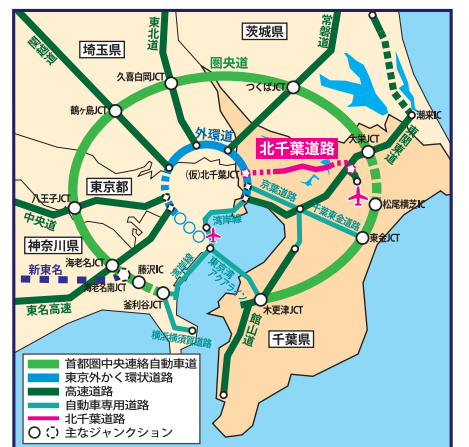 茨城県
常磐道
東北道
埼玉県
関越道
圏央道
久喜白岡JCT
つくばJCT
鶴ヶ島JCT
潮来IC
外環道
東関東道
大栄JCT
北千葉道路
(仮)北千葉JCT
東京都
京葉道路
八王子JCT
中央道
千葉東金道路
松尾横芝IC
湾岸線
神奈川県
東金JCT
海老名JCT
新東名
藤沢IC
湾岸線
東京湾
アクアライン
海老名南JCT
釜利谷JCT
東名高速
木更津JCT
館山道
横浜横須賀道路
千葉県
首都圏中央連絡自動車道
東京外かく環状道路
高速道路
自動車専用道路
北千葉道路
主なジャンクション